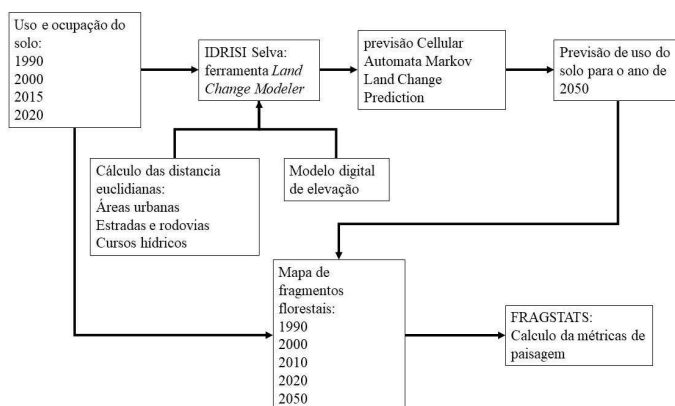 Uso e ocupação do
solo:
1990
2000
2015
2020
IDRISI Selva:
ferramenta Land
Change Modeler
previsão Cellular
Automata Markov
Land Change
Prediction
Previsão de uso do
solo para o ano de
2050
Cálculo das distancia
euclidianas:
Áreas urbanas
Estradas e rodovias
Cursos hídricos
Modelo digital
de elevação
Mapa de
fragmentos
florestais:
1990
2000
2010
2020
2050
FRAGSTATS:
Calculo da métricas de
paisagem